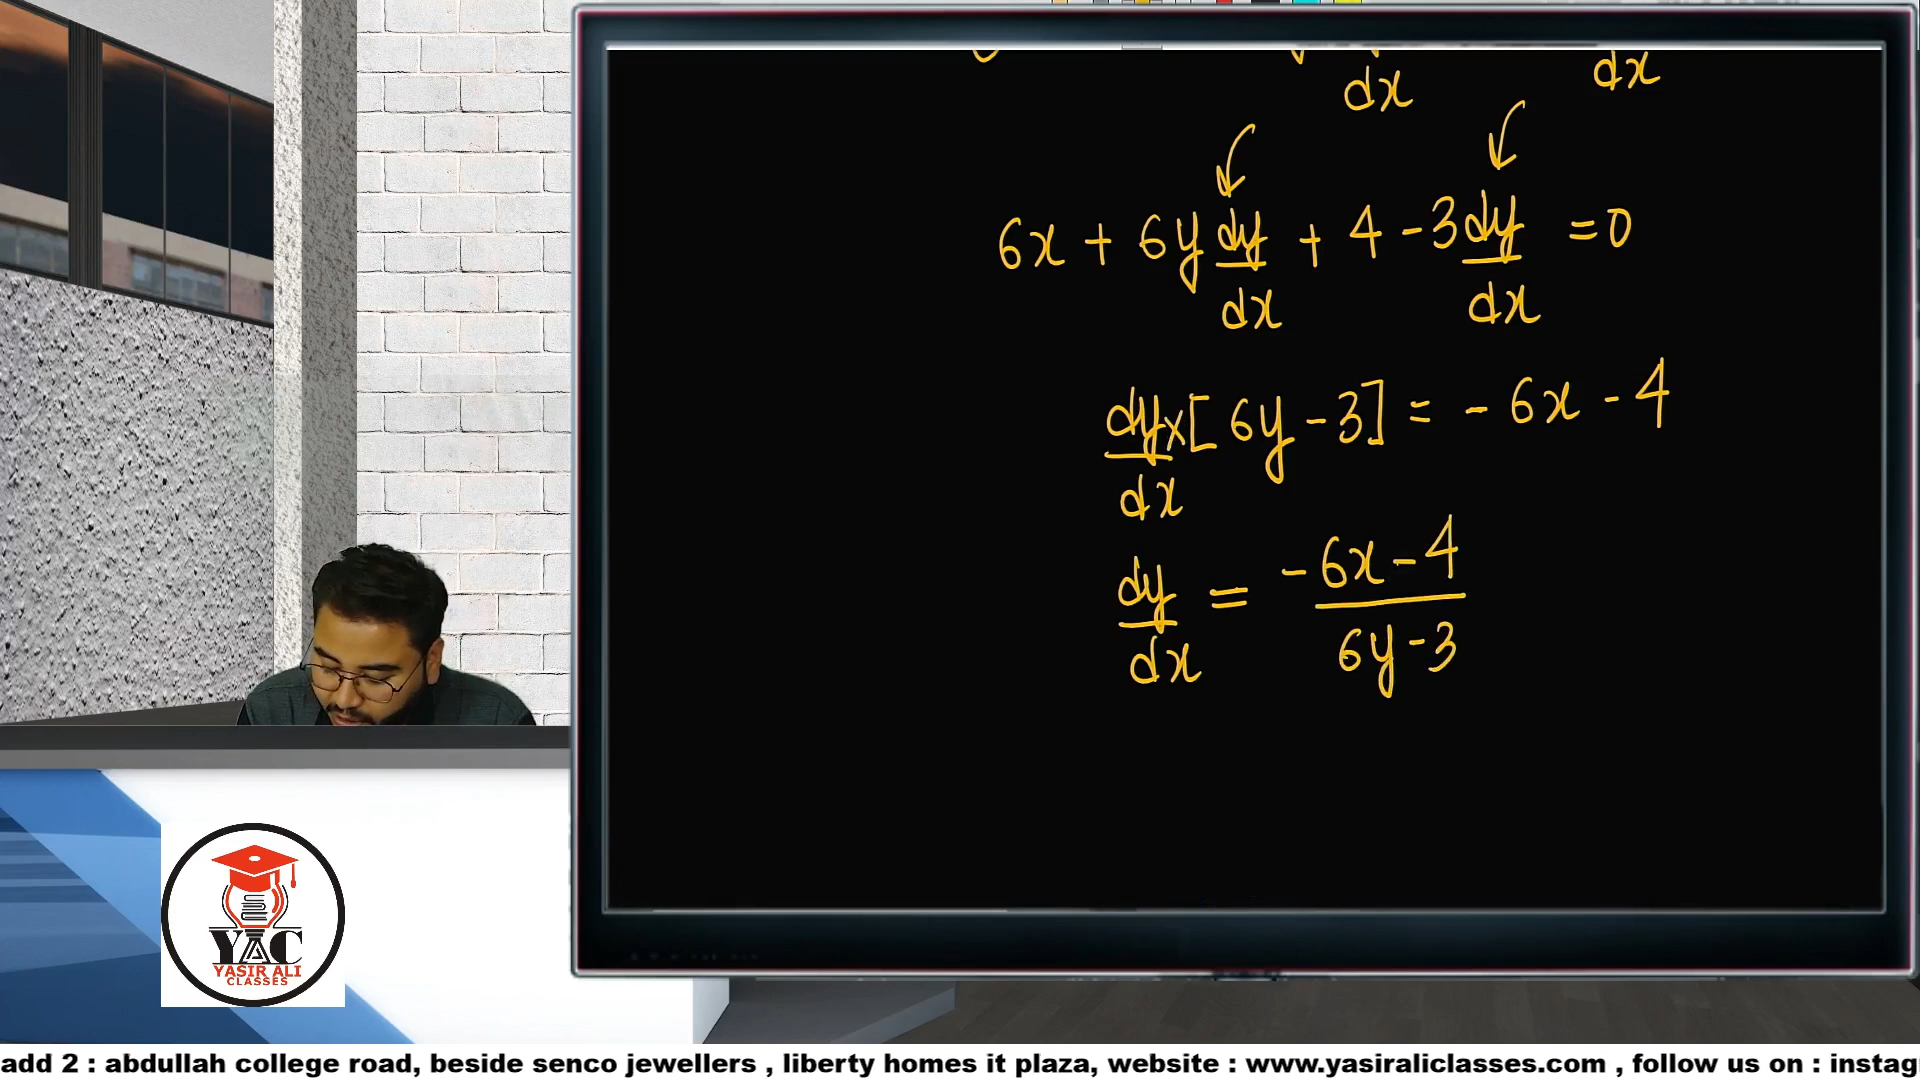 dx dx
6x + 6y dy/dx + 4 - 3 dy/dx = 0
dy/dx x [6y - 3] = - 6x - 4
dy/dx = - 6x - 4 / 6y - 3
YAC
YASIR ALI
CLASSES
add 2 : abdullah college road, beside senco jewellers , liberty homes it plaza, website : www.yasiraliclasses.com , follow us on : instag